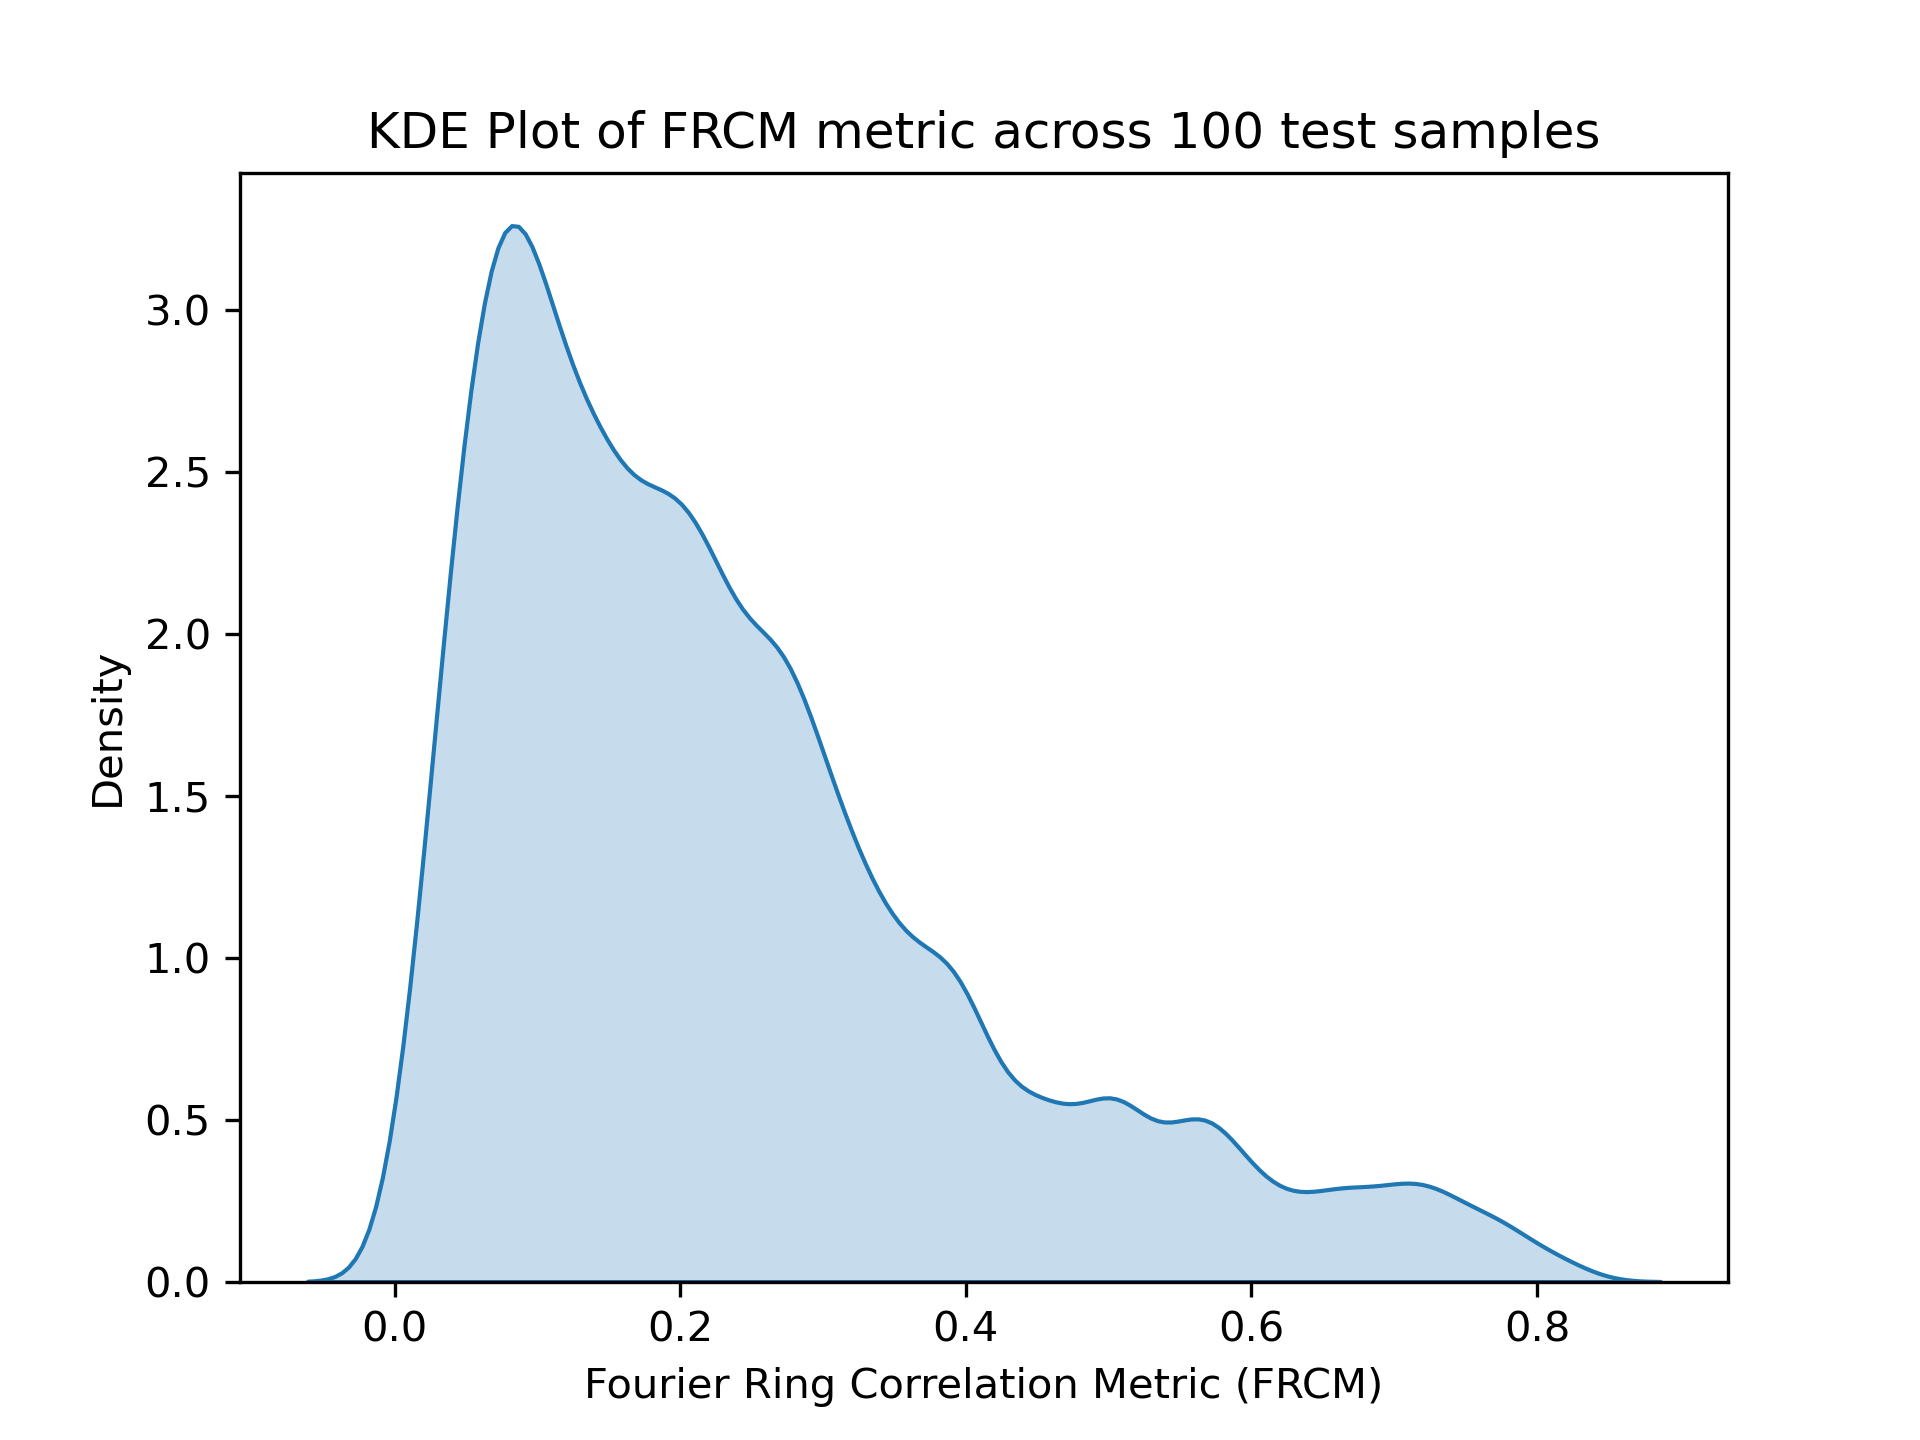 KDE Plot of FRCM metric across 100 test samples
Density
3.0
2.5
2.0
1.5
1.0
0.5
0.0
0.0 0.2 0.4 0.6 0.8
Fourier Ring Correlation Metric (FRCM)